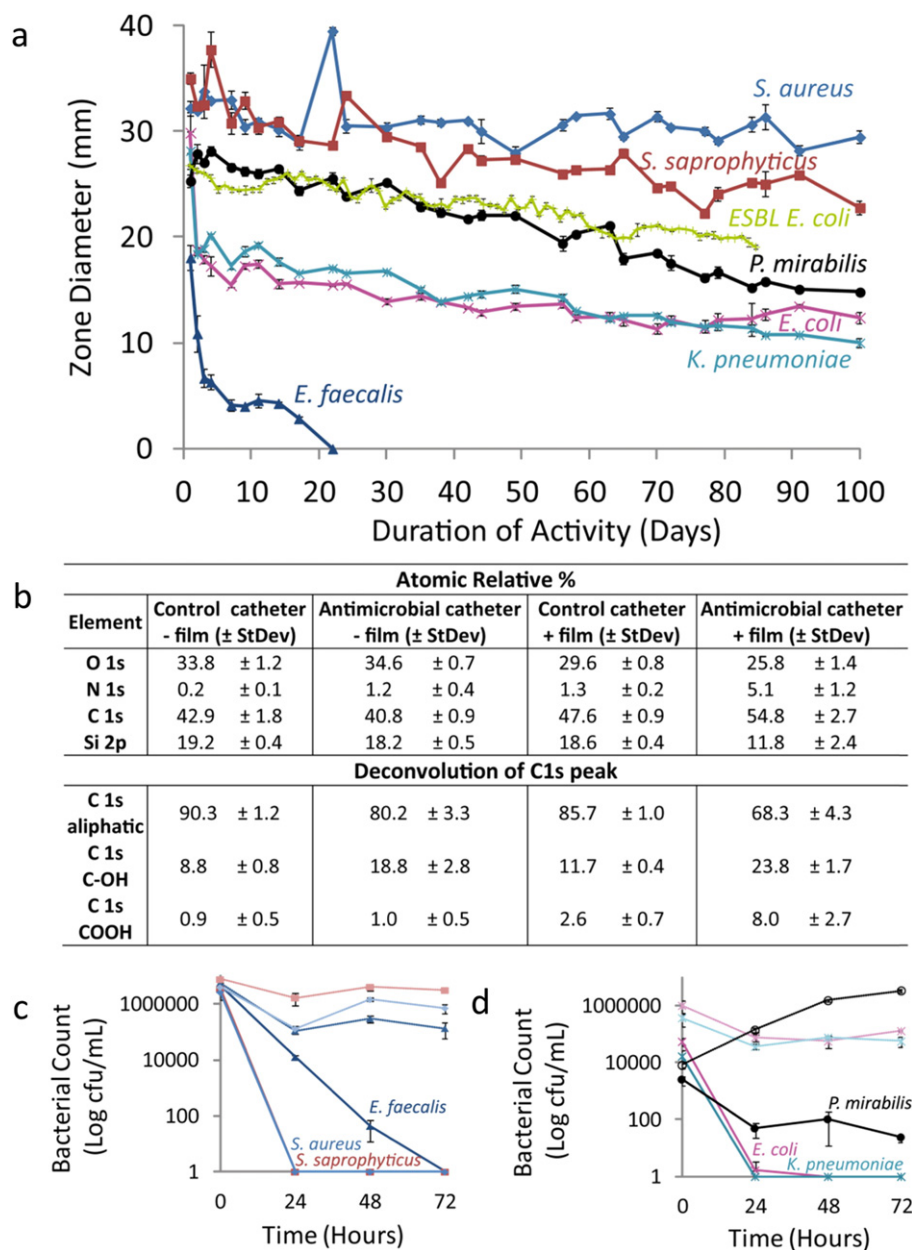 a
40
30
20
10
0
Zone Diameter (mm)
S. aureus
S. saprophyticus
ESBL E. coli
P. mirabilis
E. coli
K. pneumoniae
E. faecalis
0 10 20 30 40 50 60 70 80 90 100
Duration of Activity (Days)
b
Atomic Relative %
Element Control catheter - film (± StDev) Antimicrobial catheter - film (± StDev) Control catheter + film (± StDev) Antimicrobial catheter + film (± StDev)
O 1s 33.8 ± 1.2 34.6 ± 0.7 29.6 ± 0.8 25.8 ± 1.4
N 1s 0.2 ± 0.1 1.2 ± 0.4 1.3 ± 0.2 5.1 ± 1.2
C 1s 42.9 ± 1.8 40.8 ± 0.9 47.6 ± 0.9 54.8 ± 2.7
Si 2p 19.2 ± 0.4 18.2 ± 0.5 18.6 ± 0.4 11.8 ± 2.4
Deconvolution of C1s peak
C 1s aliphatic 90.3 ± 1.2 80.2 ± 3.3 85.7 ± 1.0 68.3 ± 4.3
C 1s C-OH 8.8 ± 0.8 18.8 ± 2.8 11.7 ± 0.4 23.8 ± 1.7
C 1s COOH 0.9 ± 0.5 1.0 ± 0.5 2.6 ± 0.7 8.0 ± 2.7
c
1000000
10000
100
1
Bacterial Count
(Log cfu/mL)
E. faecalis
S. aureus
S. saprophyticus
0 24 48 72
Time (Hours)
d
1000000
10000
100
1
Bacterial Count
(Log cfu/mL)
P. mirabilis
E. coli
K. pneumoniae
0 24 48 72
Time (Hours)